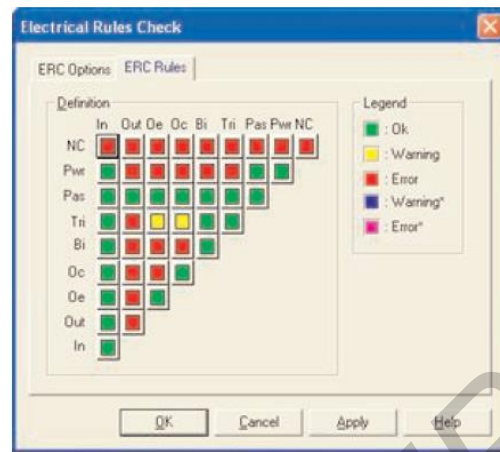 Electrical Rules Check
ERC Options ERC Rules
Definition
In Out Oe Oc Bi Tri Pas Pwr NC
NC
Pwr
Pas
Tri
Bi
Oc
Oe
Out
In
Legend
: Ok
: Warning
: Error
: Warning*
: Error*
OK Cancel Apply Help